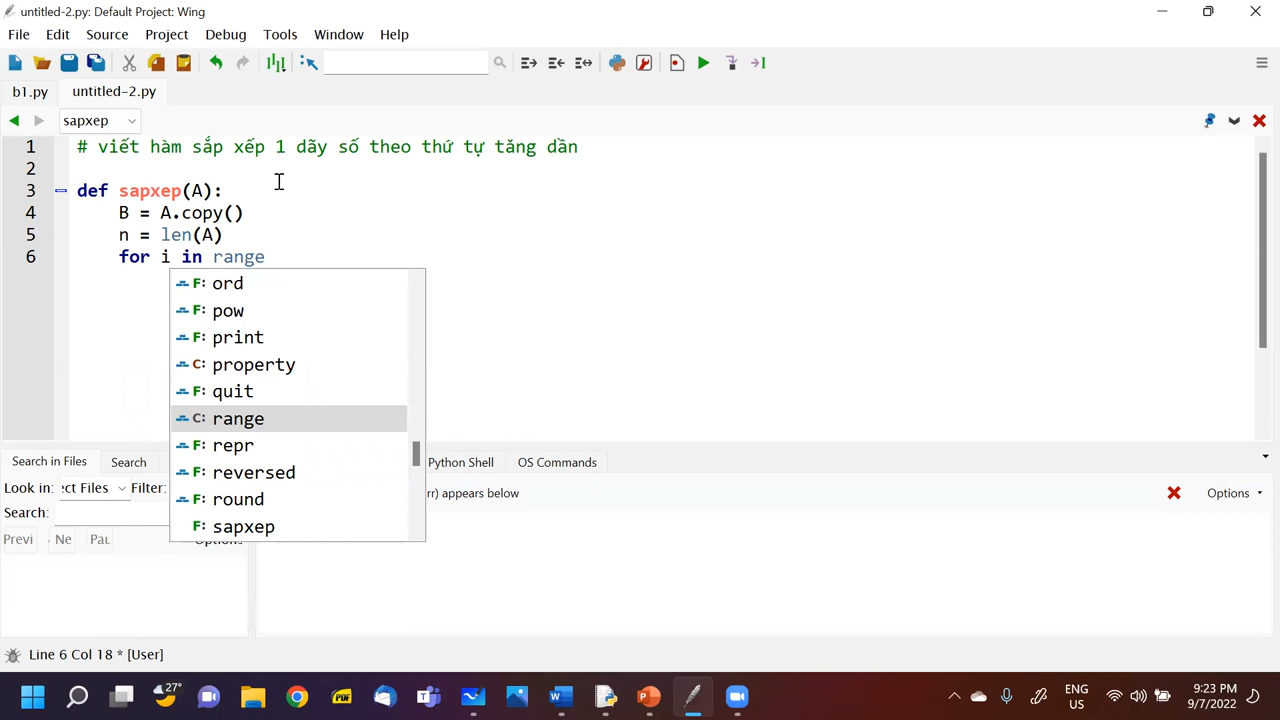 untitled-2.py: Default Project: Wing
File Edit Source Project Debug Tools Window Help
b1.py untitled-2.py
sapxep
1 # viết hàm sắp xếp 1 dãy số theo thứ tự tăng dần
2
3 def sapxep(A):
4 B = A.copy()
5 n = len(A)
6 for i in range
F: ord
F: pow
F: print
C: property
F: quit
C: range
F: repr
F: reversed
F: round
F: sapxep
Search in Files Search Python Shell OS Commands
Look in: ect Files Filter: rr) appears below Options
Search:
Previ Ne Pau Options
Line 6 Col 18 * [User]
27° PDF ENG US 9:23 PM 9/7/2022